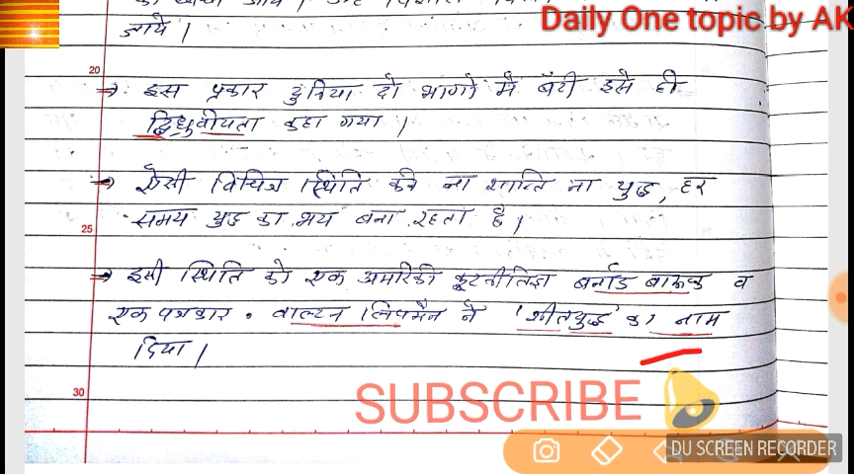 Daily One topic by AK
जाये।
20
→ इस प्रकार दुनिया दो भागों में बँटी इसे ही
द्विध्रुवीयता कहा गया।
→ ऐसी विचित्र स्थिति की ना शान्ति ना युद्ध, हर
समय युद्ध का भय बना रहता है।
25
→ इसी स्थिति को एक अमरिकी कूटनीतिज्ञ बर्नाड बारूक व
एक पत्रकार वाल्टन लिपमैन ने 'शीतयुद्ध' का नाम
दिया।
30
SUBSCRIBE
DU SCREEN RECORDER